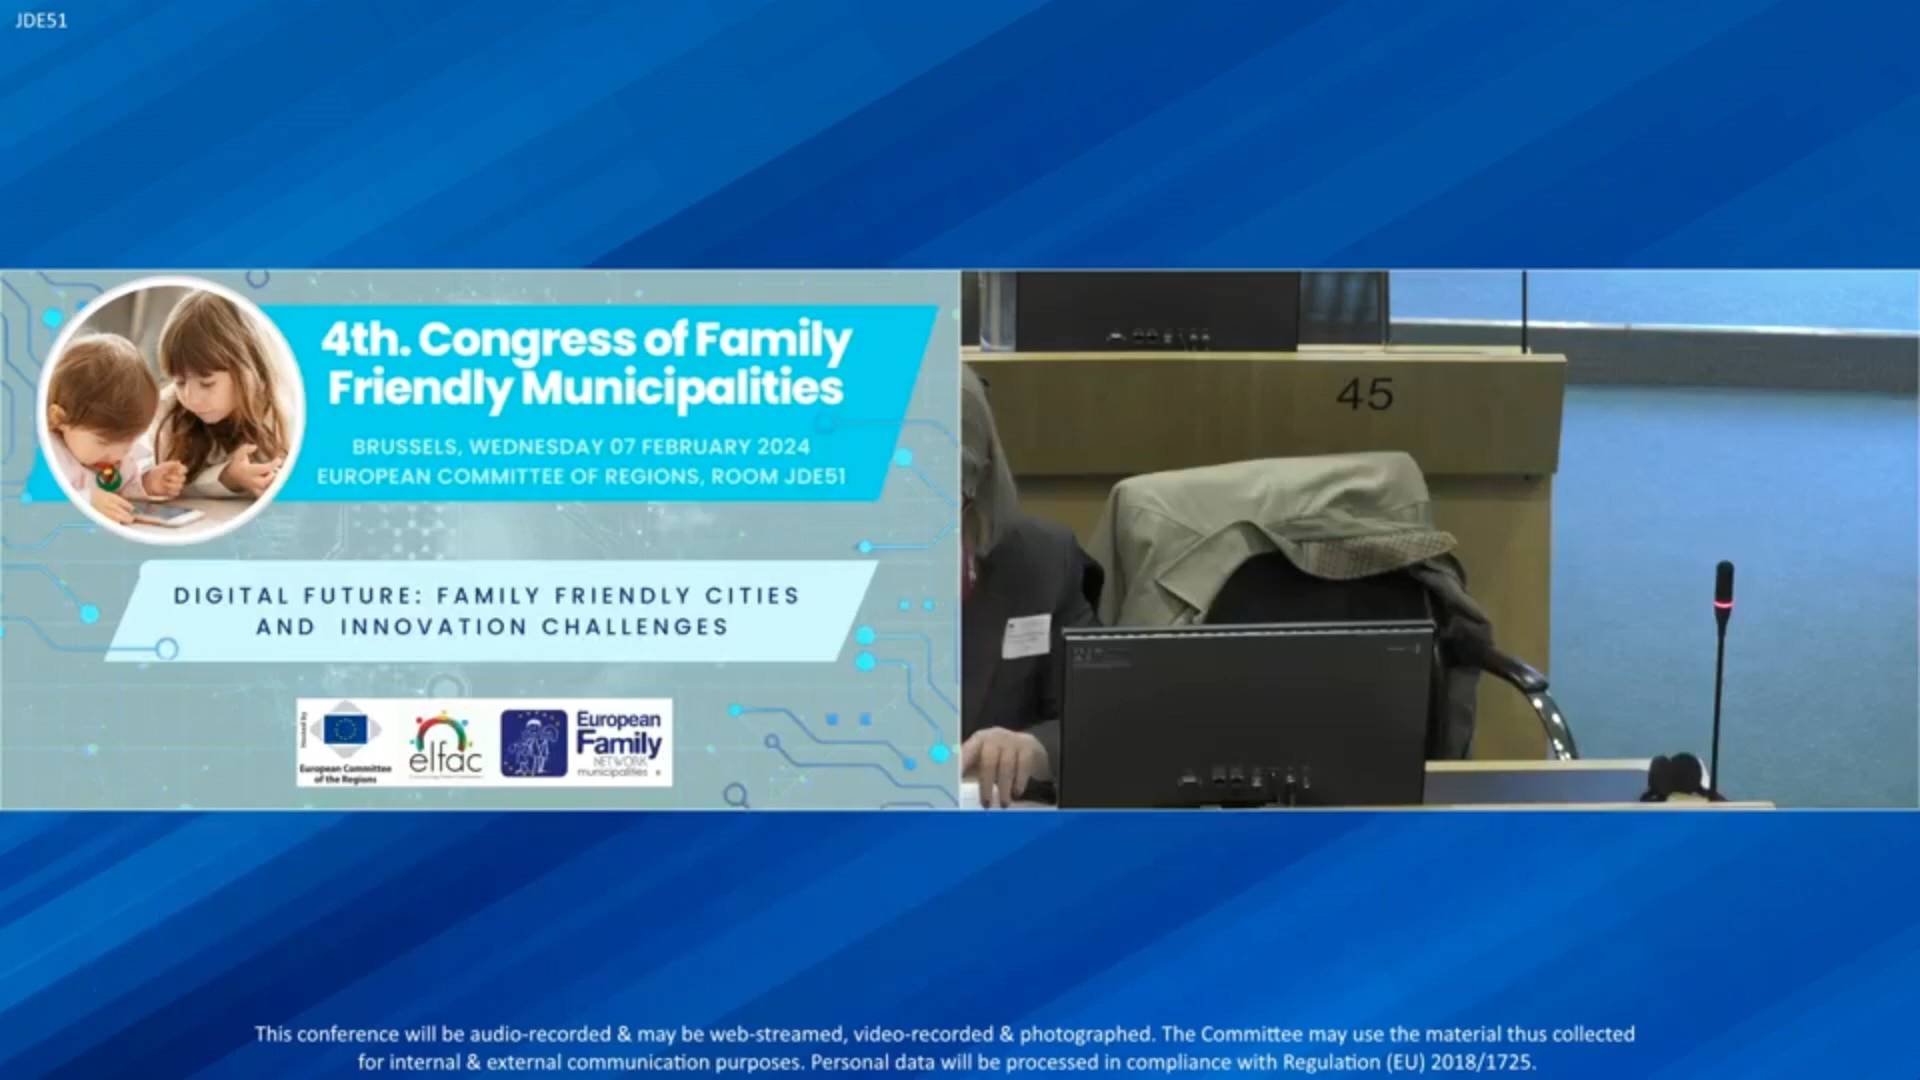 JDE51
4th. Congress of Family
Friendly Municipalities
BRUSSELS, WEDNESDAY 07 FEBRUARY 2024
EUROPEAN COMMITTEE OF REGIONS, ROOM JDE51
DIGITAL FUTURE: FAMILY FRIENDLY CITIES
AND INNOVATION CHALLENGES
Hosted by
European Committee
of the Regions
elfac
European
Family
NETWORK
municipalities
45
This conference will be audio-recorded & may be web-streamed, video-recorded & photographed. The Committee may use the material thus collected
for internal & external communication purposes. Personal data will be processed in compliance with Regulation (EU) 2018/1725.